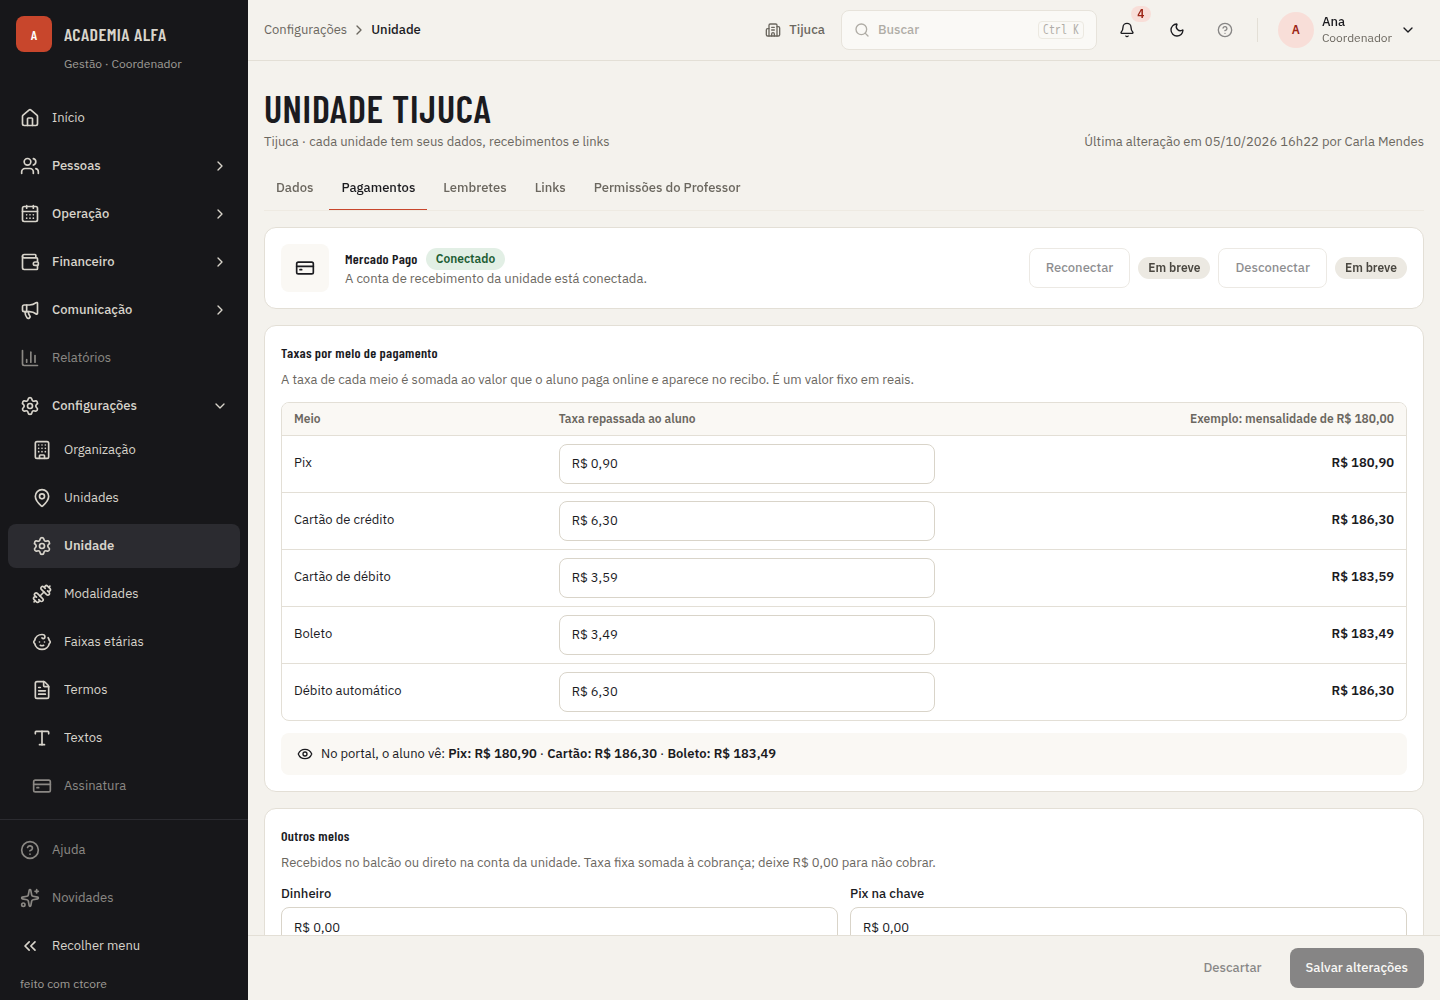 A
ACADEMIA ALFA
Gestão · Coordenador
Início
Pessoas
Operação
Financeiro
Comunicação
Relatórios
Configurações
Organização
Unidades
Unidade
Modalidades
Faixas etárias
Termos
Textos
Assinatura
Ajuda
Novidades
Recolher menu
feito com ctcore
Configurações > Unidade
Tijuca
Buscar
Ctrl K
4
A
Ana
Coordenador
UNIDADE TIJUCA
Tijuca · cada unidade tem seus dados, recebimentos e links
Última alteração em 05/10/2026 16h22 por Carla Mendes
Dados Pagamentos Lembretes Links Permissões do Professor
Mercado Pago Conectado
A conta de recebimento da unidade está conectada.
Reconectar Em breve Desconectar Em breve
Taxas por meio de pagamento
A taxa de cada meio é somada ao valor que o aluno paga online e aparece no recibo. É um valor fixo em reais.
Meio Taxa repassada ao aluno Exemplo: mensalidade de R$ 180,00
Pix R$ 0,90 R$ 180,90
Cartão de crédito R$ 6,30 R$ 186,30
Cartão de débito R$ 3,59 R$ 183,59
Boleto R$ 3,49 R$ 183,49
Débito automático R$ 6,30 R$ 186,30
No portal, o aluno vê: Pix: R$ 180,90 · Cartão: R$ 186,30 · Boleto: R$ 183,49
Outros meios
Recebidos no balcão ou direto na conta da unidade. Taxa fixa somada à cobrança; deixe R$ 0,00 para não cobrar.
Dinheiro Pix na chave
R$ 0,00 R$ 0,00
Descartar Salvar alterações